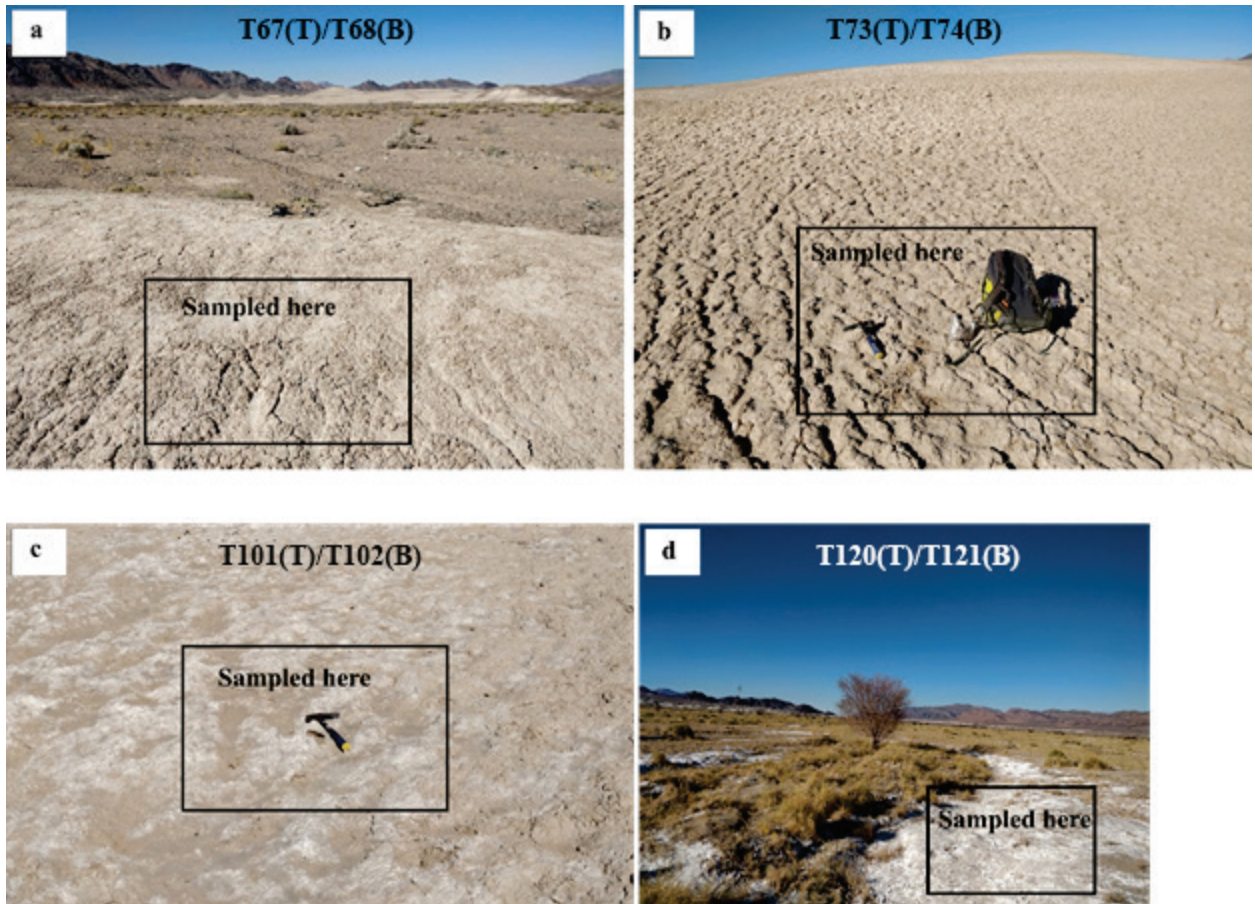 a
T67(T)/T68(B)
Sampled here
b
T73(T)/T74(B)
Sampled here
c
T101(T)/T102(B)
Sampled here
d
T120(T)/T121(B)
Sampled here